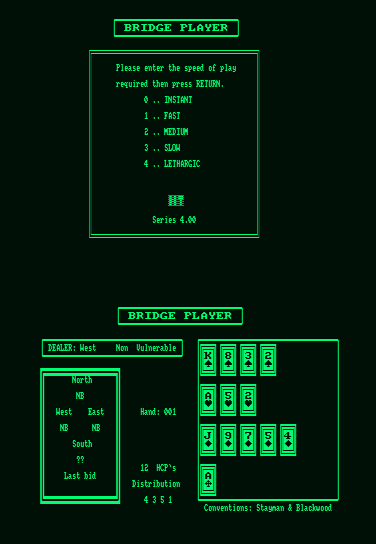 BRIDGE PLAYER
Please enter the speed of play
required then press RETURN.
0 .. INSTANT
1 .. FAST
2 .. MEDIUM
3 .. SLOW
4 .. LETHARGIC
Series 4.00
BRIDGE PLAYER
DEALER: West Non Vulnerable
North
NB
West East
NB NB
South
??
Last bid
Hand: 001
12 HCP's
Distribution
4 3 5 1
K 8 3 2
A 5 2
J 9 7 5 4
A
Conventions: Stayman & Blackwood